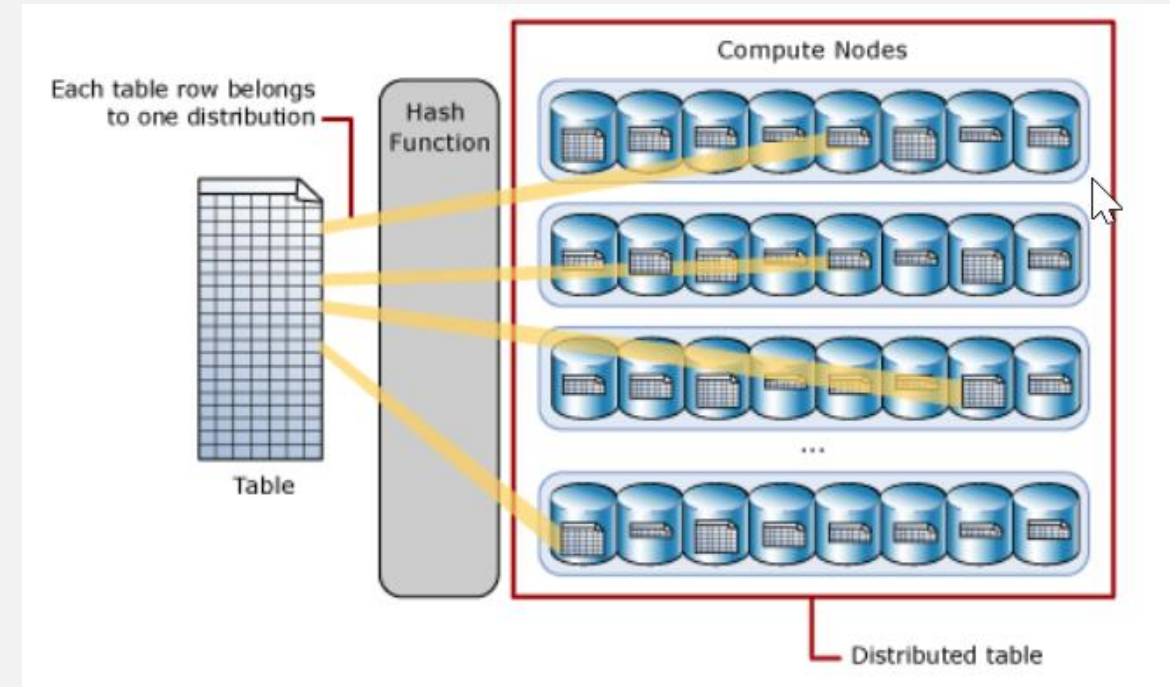 Compute Nodes
Each table row belongs
to one distribution
Hash
Function
Table
...
Distributed table